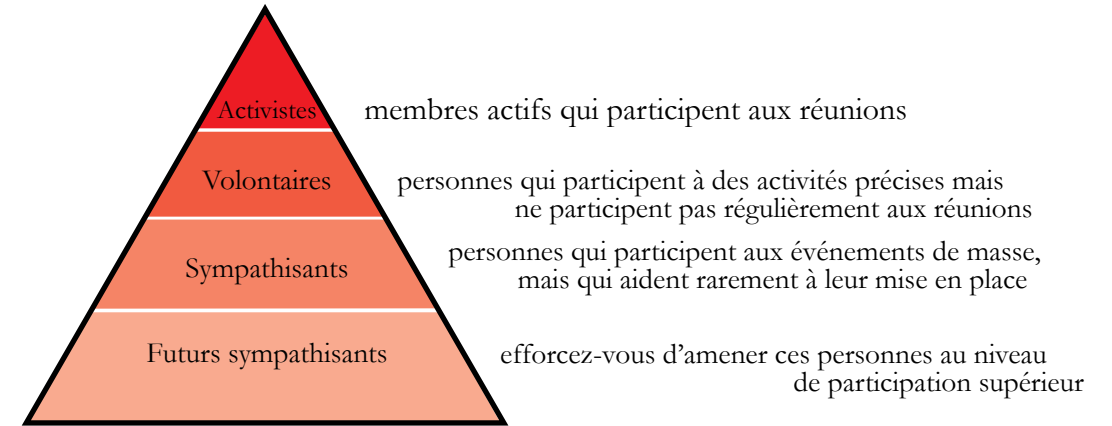 Activistes
membres actifs qui participent aux réunions
Volontaires
personnes qui participent à des activités précises mais
ne participent pas régulièrement aux réunions
Sympathisants
personnes qui participent aux événements de masse,
mais qui aident rarement à leur mise en place
Futurs sympathisants
efforcez-vous d’amener ces personnes au niveau
de participation supérieur